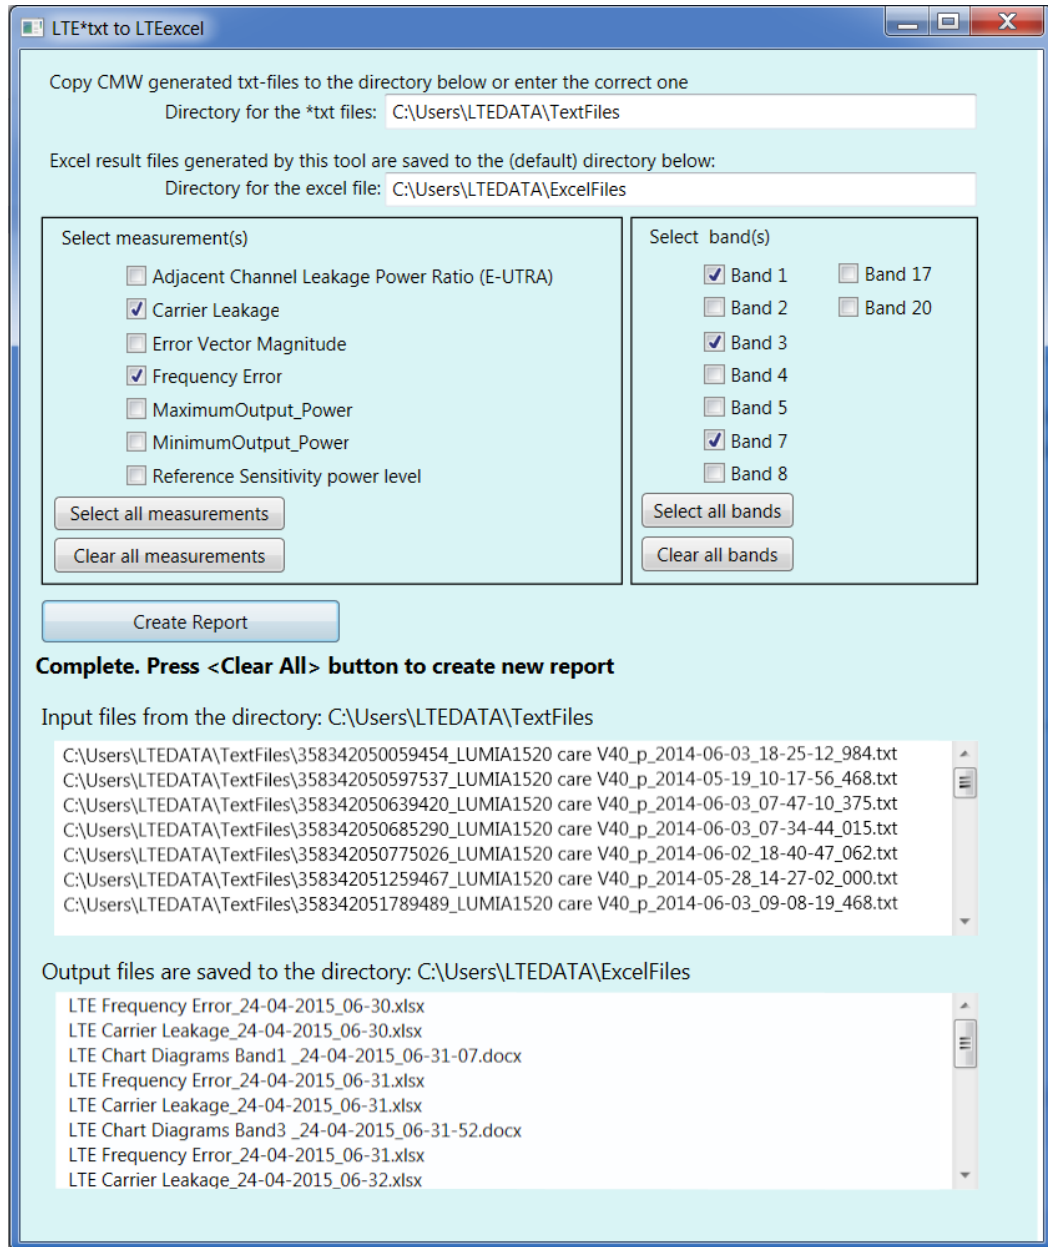 LTE*txt to LTEexcel
Copy CMW generated txt-files to the directory below or enter the correct one
Directory for the *txt files: C:\Users\LTEDATA\TextFiles
Excel result files generated by this tool are saved to the (default) directory below:
Directory for the excel file: C:\Users\LTEDATA\ExcelFiles
Select measurement(s)
Adjacent Channel Leakage Power Ratio (E-UTRA)
Carrier Leakage
Error Vector Magnitude
Frequency Error
MaximumOutput_Power
MinimumOutput_Power
Reference Sensitivity power level
Select all measurements
Clear all measurements
Select band(s)
Band 1
Band 2
Band 3
Band 4
Band 5
Band 7
Band 8
Band 17
Band 20
Select all bands
Clear all bands
Create Report
Complete. Press <Clear All> button to create new report
Input files from the directory: C:\Users\LTEDATA\TextFiles
C:\Users\LTEDATA\TextFiles\358342050059454_LUMIA1520 care V40_p_2014-06-03_18-25-12_984.txt
C:\Users\LTEDATA\TextFiles\358342050597537_LUMIA1520 care V40_p_2014-05-19_10-17-56_468.txt
C:\Users\LTEDATA\TextFiles\358342050639420_LUMIA1520 care V40_p_2014-06-03_07-47-10_375.txt
C:\Users\LTEDATA\TextFiles\358342050685290_LUMIA1520 care V40_p_2014-06-03_07-34-44_015.txt
C:\Users\LTEDATA\TextFiles\358342050775026_LUMIA1520 care V40_p_2014-06-02_18-40-47_062.txt
C:\Users\LTEDATA\TextFiles\358342051259467_LUMIA1520 care V40_p_2014-05-28_14-27-02_000.txt
C:\Users\LTEDATA\TextFiles\358342051789489_LUMIA1520 care V40_p_2014-06-03_09-08-19_468.txt
Output files are saved to the directory: C:\Users\LTEDATA\ExcelFiles
LTE Frequency Error_24-04-2015_06-30.xlsx
LTE Carrier Leakage_24-04-2015_06-30.xlsx
LTE Chart Diagrams Band1 _24-04-2015_06-31-07.docx
LTE Frequency Error_24-04-2015_06-31.xlsx
LTE Carrier Leakage_24-04-2015_06-31.xlsx
LTE Chart Diagrams Band3 _24-04-2015_06-31-52.docx
LTE Frequency Error_24-04-2015_06-31.xlsx
LTE Carrier Leakage_24-04-2015_06-32.xlsx